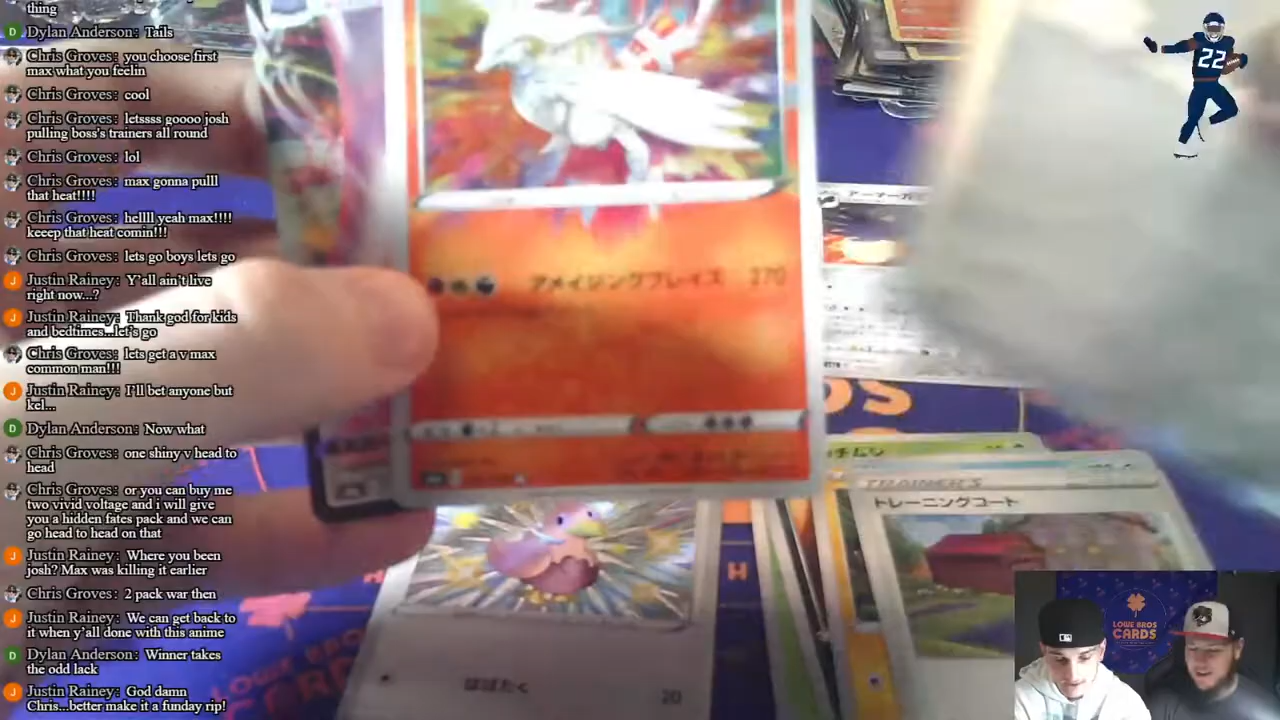 thing
Dylan Anderson: Tails
Chris Groves: you choose first
max what you feelin
Chris Groves: cool
Chris Groves: letssss goooo josh
pulling boss's trainers all round
Chris Groves: lol
Chris Groves: max gonna pulll
that heat!!!!
Chris Groves: hellll yeah max!!!!
keeep that heat comin!!!
Chris Groves: lets go boys lets go
Justin Rainey: Y'all ain't live
right now...?
Justin Rainey: Thank god for kids
and bedtimes...let's go
Chris Groves: lets get a v max
common man!!!
Justin Rainey: I'll bet anyone but
kel...
Dylan Anderson: Now what
Chris Groves: one shiny v head to
head
Chris Groves: or you can buy me
two vivid voltage and i will give
you a hidden fates pack and we can
go head to head on that
Justin Rainey: Where you been
josh? Max was killing it earlier
Chris Groves: 2 pack war then
Justin Rainey: We can get back to
it when y'all done with this anime
Dylan Anderson: Winner takes
the odd lack
Justin Rainey: God damn
Chris...better make it a funday rip!
22
アメイジングブレイズ 270
TRAINER'S
トレーニングコート
はばたく 20
LOWE BROS
CARDS